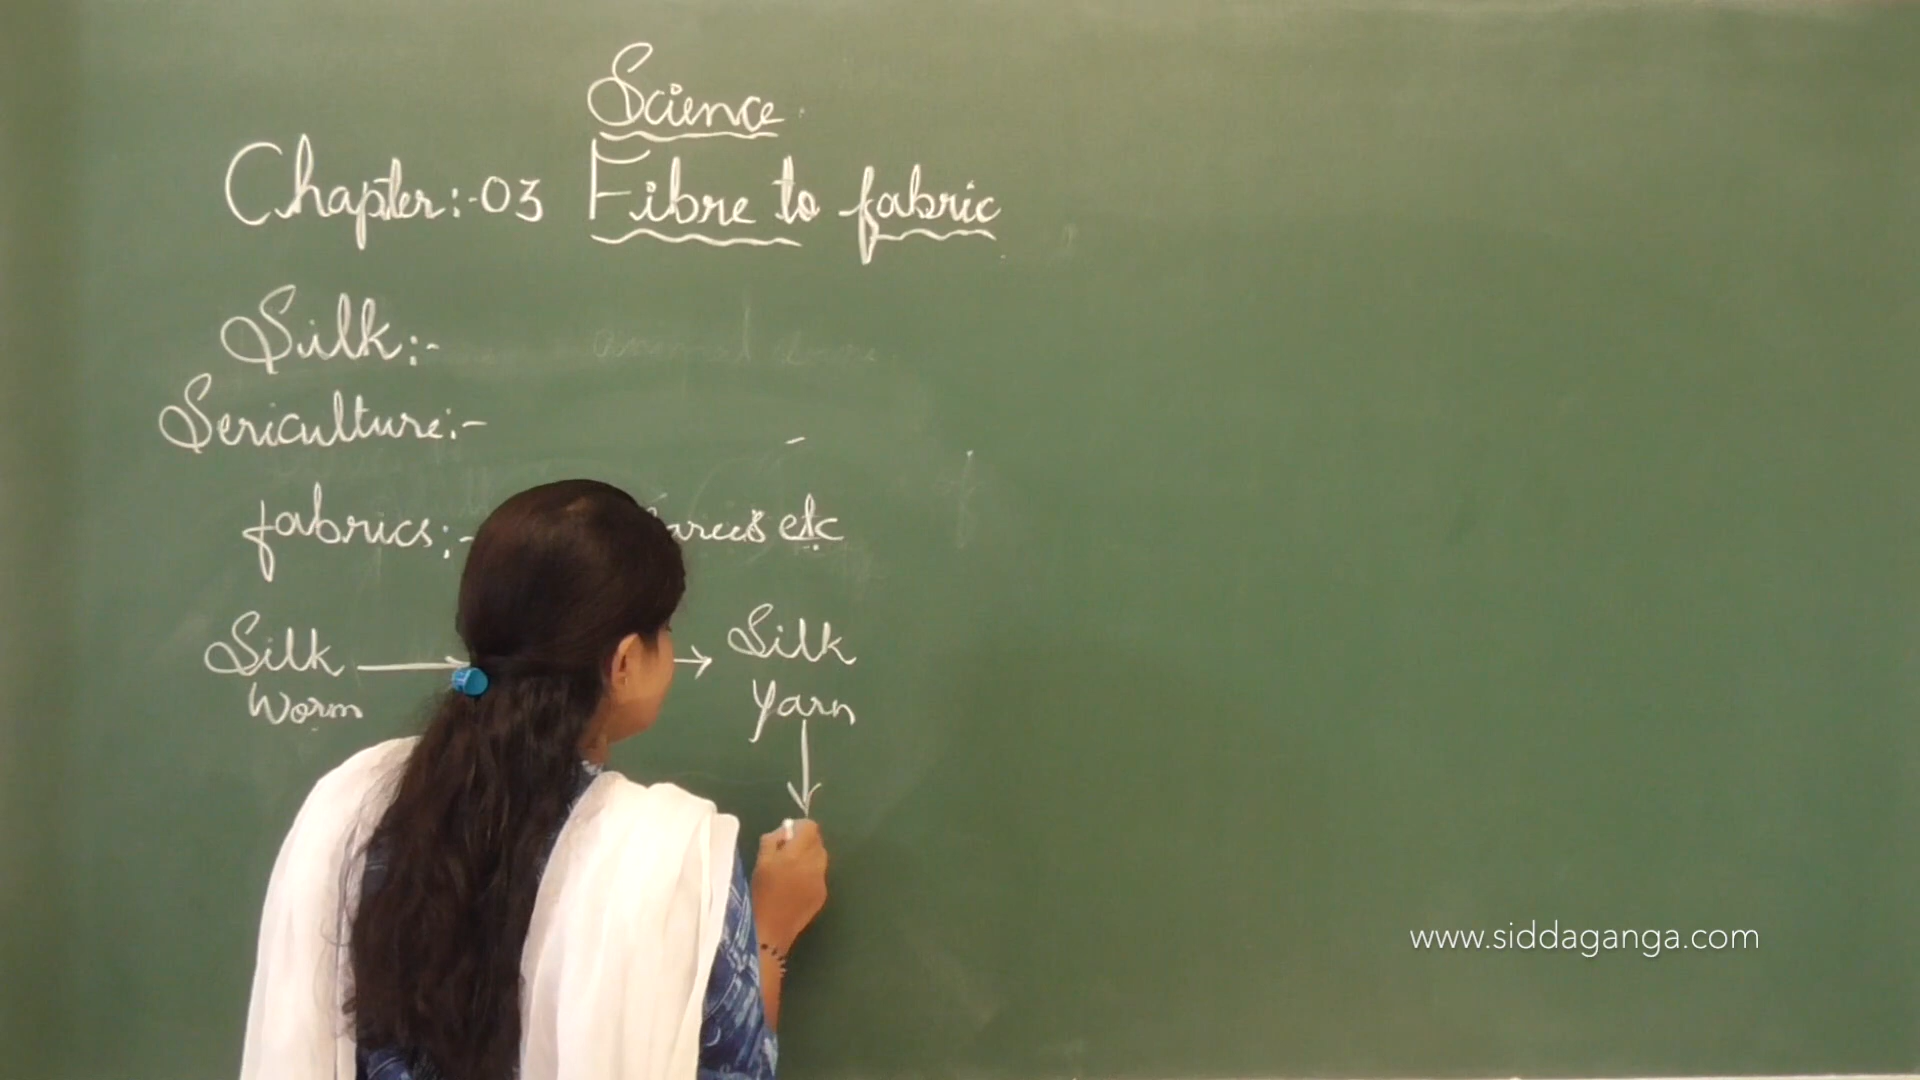 Science
Chapter:-03 Fibre to fabric
Silk:-
Sericulture:-
fabrics:- etc
Silk → Silk
Worm Yarn
www.siddaganga.com